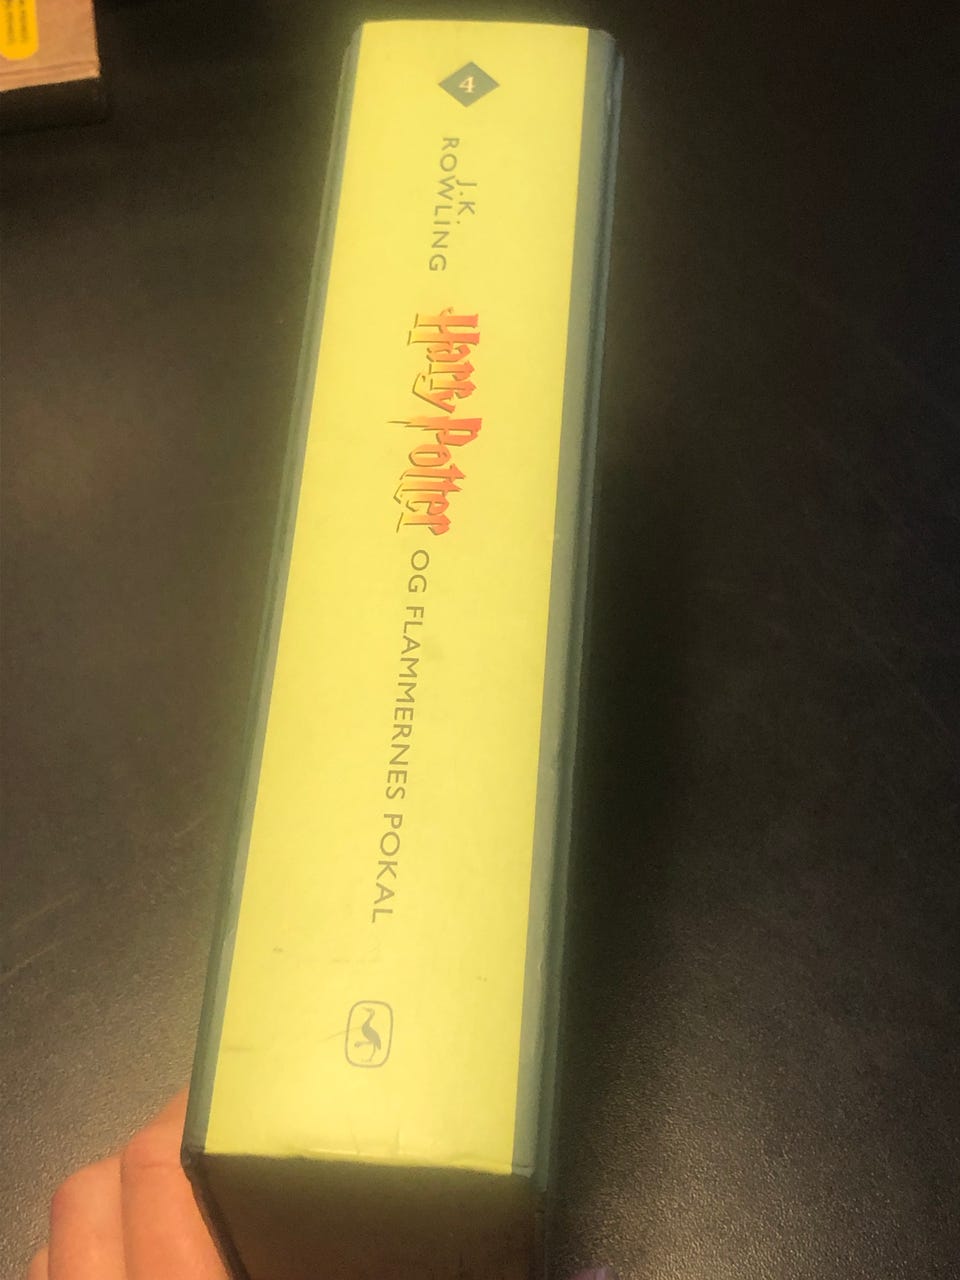 4
J.K.
ROWLING
Harry Potter
OG FLAMMERNES POKAL